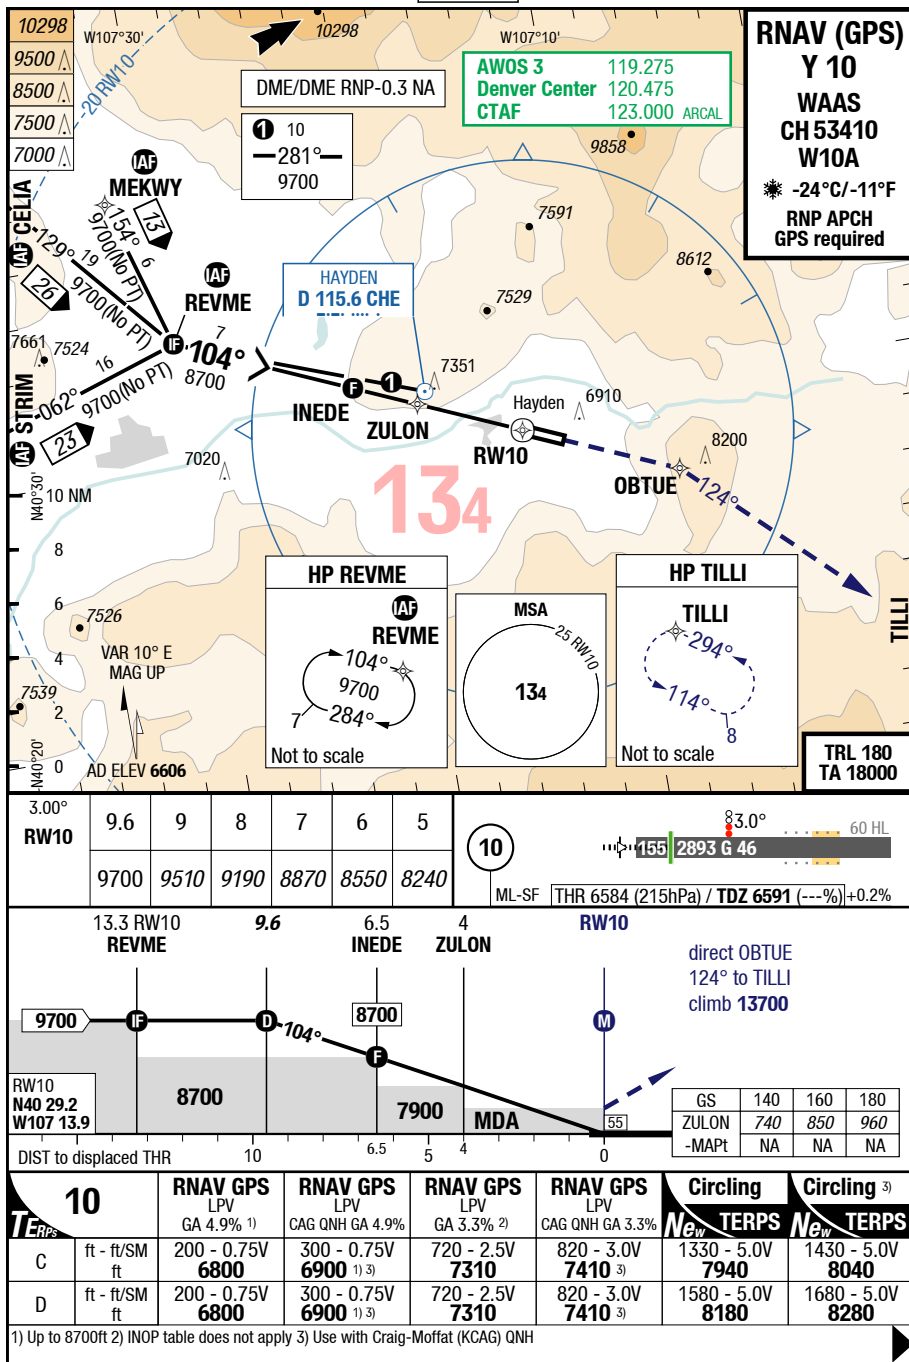 10298
9500
8500
7500
7000
W107°30'
10298
W107°10'
20 RW10
DME/DME RNP-0.3 NA
AWOS 3 119.275
Denver Center 120.475
CTAF 123.000 ARCAL
RNAV (GPS)
Y 10
WAAS
CH 53410
W10A
-24°C/-11°F
RNP APCH
GPS required
1 10
281°
9700
IAF
MEKWY
13
154°
6
9700(No PT)
IAF CELIA
129°
19
9700(No PT)
26
IAF
REVME
IF
7
104°
8700
HAYDEN
D 115.6 CHE
9858
7591
8612
7529
7661
7524
16
062°
9700(No PT)
IAF STRIM
23
7351
1
F
INEDE
ZULON
Hayden
6910
RW10
8200
OBTUE
124°
7020
134
N40°30'
10 NM
8
6
4
2
0
N40°20'
7526
7539
VAR 10° E
MAG UP
AD ELEV 6606
HP REVME
IAF
REVME
104°
9700
284°
7
Not to scale
MSA
25 RW10
134
HP TILLI
TILLI
294°
114°
8
Not to scale
TILLI
TRL 180
TA 18000
3.00°
RW10
9.6 9 8 7 6 5
9700 9510 9190 8870 8550 8240
10
ML-SF
3.0°
60 HL
155 2893 G 46
THR 6584 (215hPa) / TDZ 6591 (---%) +0.2%
13.3 RW10 9.6 6.5 4 RW10
REVME INEDE ZULON
direct OBTUE
124° to TILLI
climb 13700
9700 IF D 104° 8700 F M
RW10
N40 29.2
W107 13.9
8700
7900
MDA
55
DIST to displaced THR 10 6.5 5 4 0
GS 140 160 180
ZULON 740 850 960
-MAPt NA NA NA
TERPs 10
RNAV GPS
LPV
GA 4.9% 1)
RNAV GPS
LPV
CAG QNH GA 4.9%
RNAV GPS
LPV
GA 3.3% 2)
RNAV GPS
LPV
CAG QNH GA 3.3%
Circling
New TERPS
Circling 3)
New TERPS
C ft - ft/SM 200 - 0.75V 300 - 0.75V 720 - 2.5V 820 - 3.0V 1330 - 5.0V 1430 - 5.0V
ft 6800 6900 1) 3) 7310 7410 3) 7940 8040
D ft - ft/SM 200 - 0.75V 300 - 0.75V 720 - 2.5V 820 - 3.0V 1580 - 5.0V 1680 - 5.0V
ft 6800 6900 1) 3) 7310 7410 3) 8180 8280
1) Up to 8700ft 2) INOP table does not apply 3) Use with Craig-Moffat (KCAG) QNH